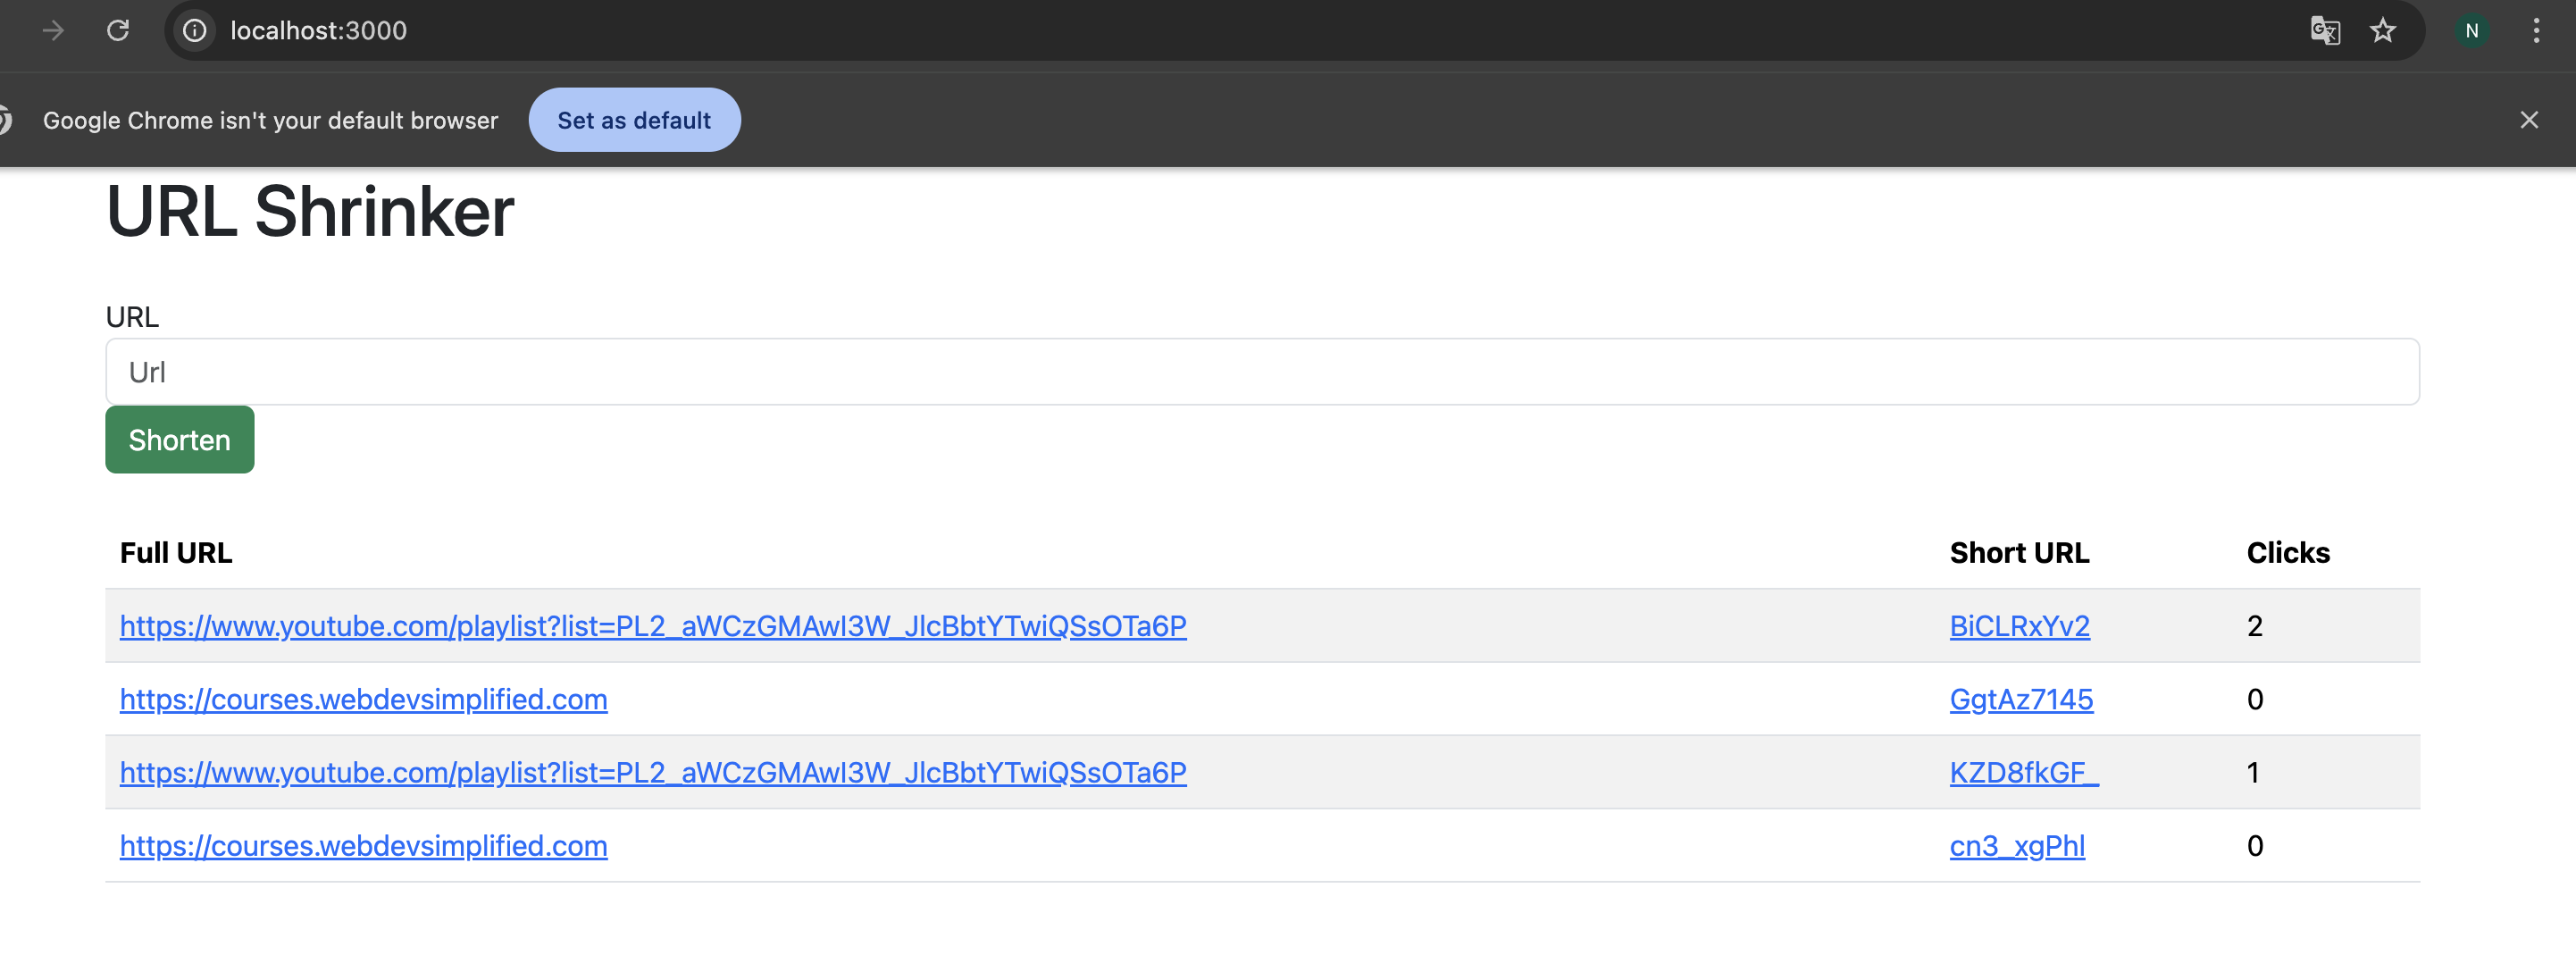 localhost:3000
N
Google Chrome isn't your default browser Set as default
URL Shrinker
URL
Url
Shorten
Full URL Short URL Clicks
https://www.youtube.com/playlist?list=PL2_aWCzGMAwI3W_JlcBbtYTwiQSsOTa6P BiCLRxYv2 2
https://courses.webdevsimplified.com GgtAz7145 0
https://www.youtube.com/playlist?list=PL2_aWCzGMAwI3W_JlcBbtYTwiQSsOTa6P KZD8fkGF_ 1
https://courses.webdevsimplified.com cn3_xgPhl 0